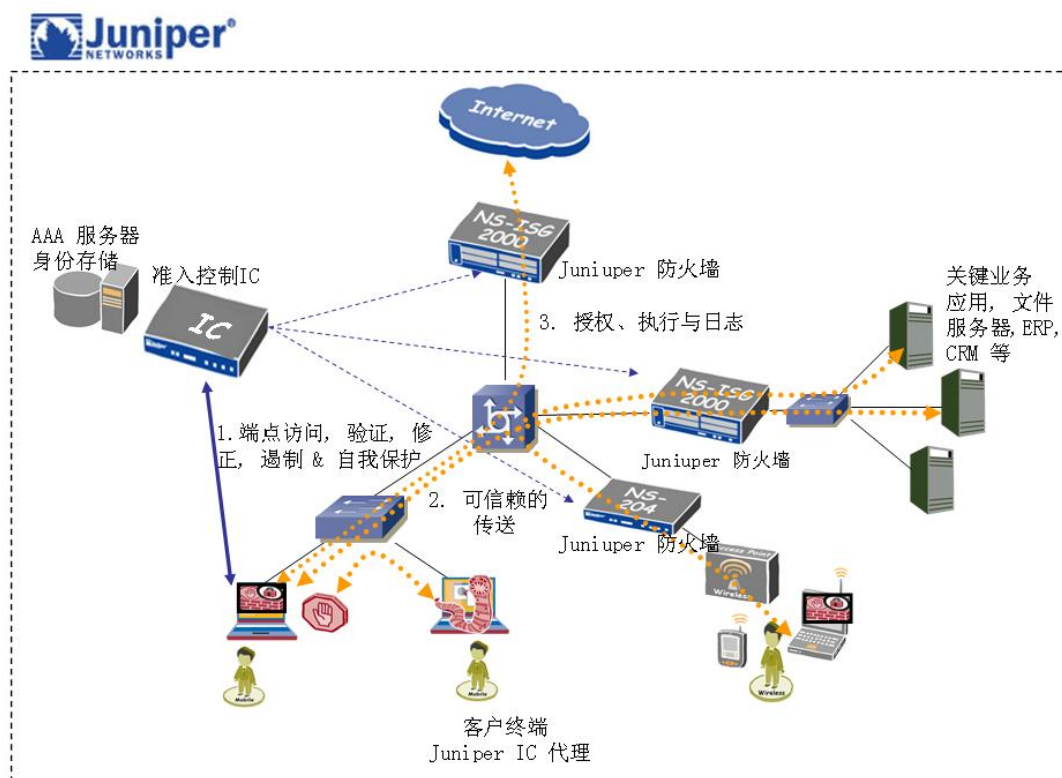 Juniper®
NETWORKS
Internet
NS-ISG
2000
AAA 服务器
身份存储
准入控制IC
Juniuper 防火墙
关键业务
应用, 文件
服务器, ERP,
CRM 等
IC
3. 授权、执行与日志
NS-ISG
2000
1.端点访问, 验证, 修
正, 遏制 & 自我保护
Juniuper 防火墙
2. 可信赖的
传送
NS-
204
Juniuper 防火墙
Access Point
Wireless
Mobile
Mobile
Wireless
客户终端
Juniper IC 代理